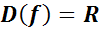 D(f) = R